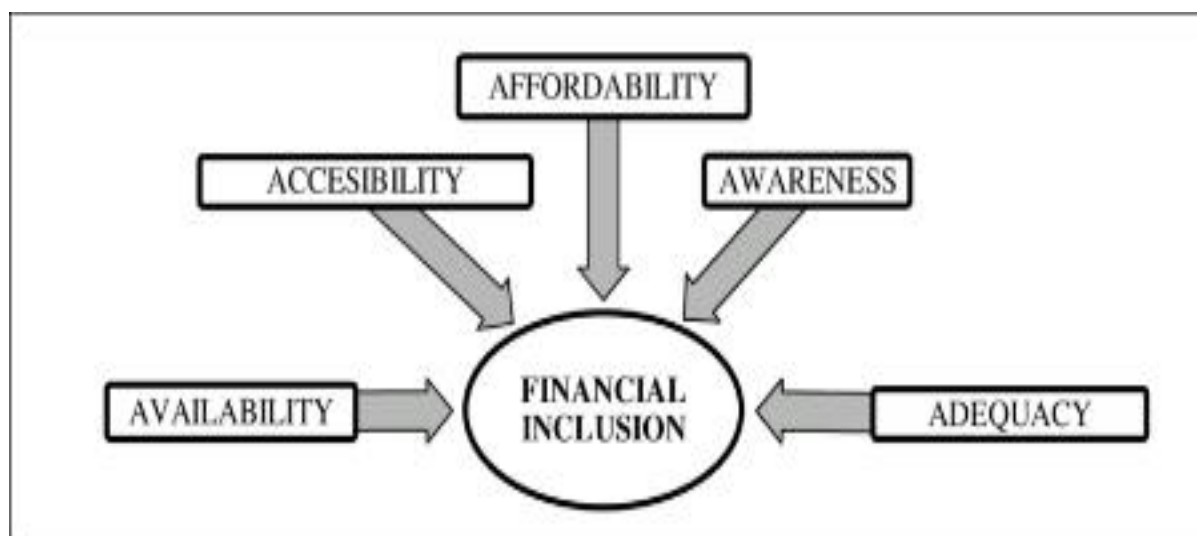 AFFORDABILITY
ACCESIBILITY
AWARENESS
FINANCIAL
INCLUSION
AVAILABILITY
ADEQUACY